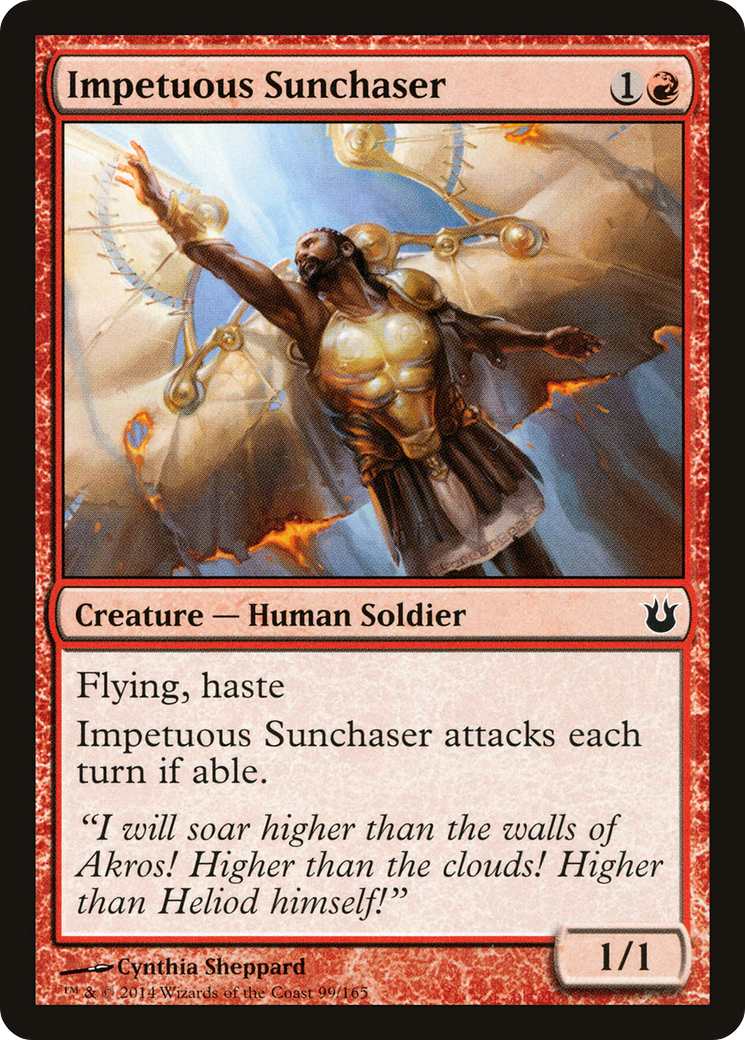 Impetuous Sunchaser 1
Creature — Human Soldier
Flying, haste
Impetuous Sunchaser attacks each
turn if able.
“I will soar higher than the walls of
Akros! Higher than the clouds! Higher
than Heliod himself!”
1/1
Cynthia Sheppard
™ & © 2014 Wizards of the Coast 99/165